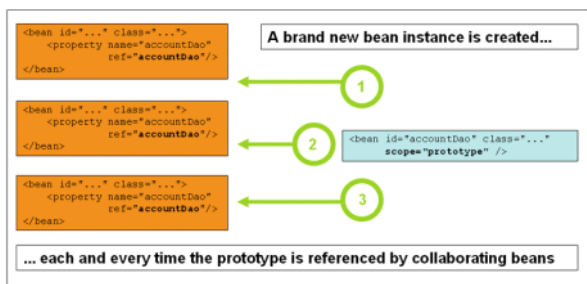 <bean id="..." class="...">
<property name="accountDao"
ref="accountDao"/>
</bean>
A brand new bean instance is created...
1
<bean id="..." class="...">
<property name="accountDao"
ref="accountDao"/>
</bean>
2
<bean id="accountDao" class="..."
scope="prototype" />
<bean id="..." class="...">
<property name="accountDao"
ref="accountDao"/>
</bean>
3
... each and every time the prototype is referenced by collaborating beans